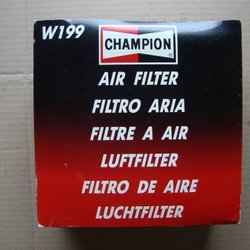 W199
CHAMPION
®
AIR FILTER
FILTRO ARIA
FILTRE A AIR
LUFTFILTER
FILTRO DE AIRE
LUCHTFILTER